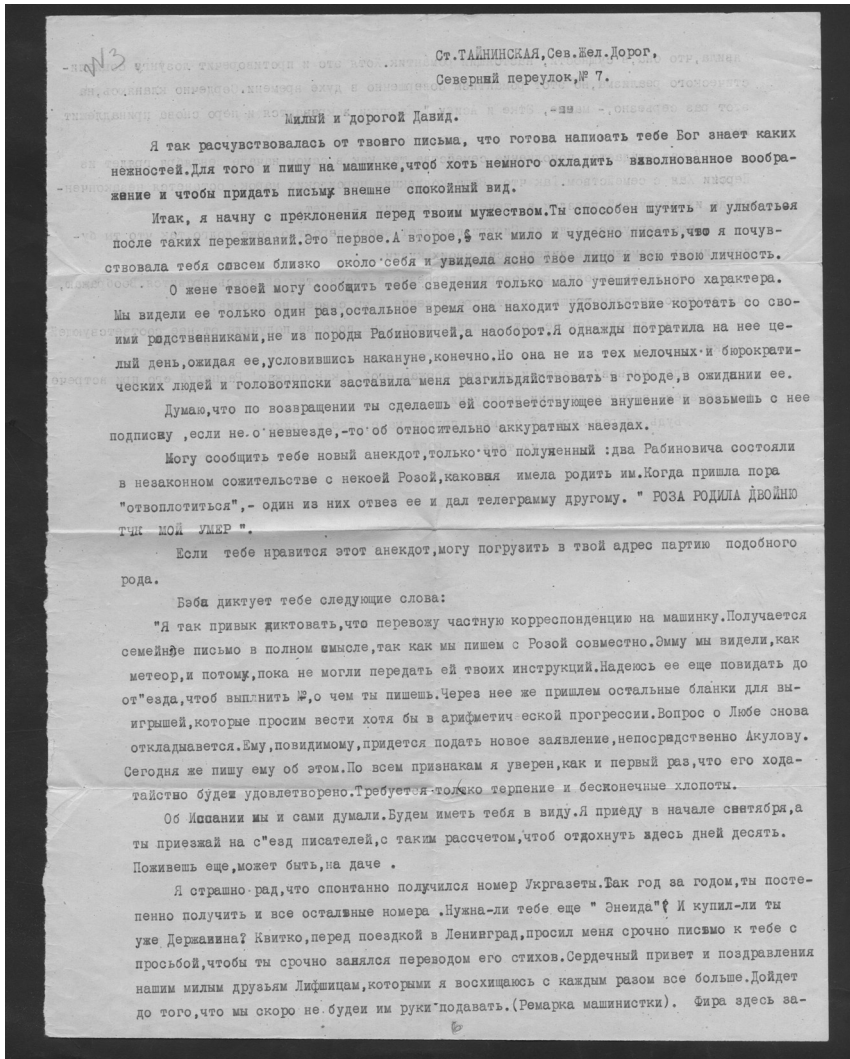 №3
Ст.ТАЙНИНСКАЯ,Сев.Жел.Дорог,
Северный переулок,№ 7.
Милый и дорогой Давид.
Я так расчувствовалась от твоего письма, что готова написать тебе Бог знает каких
нежностей.Для того и пишу на машинке,чтоб хоть немного охладить взволнованное вообра-
жение и чтобы придать письму внешне спокойный вид.
Итак, я начну с преклонения перед твоим мужеством.Ты способен шутить и улыбаться
после таких переживаний.Это первое.А второе, так мило и чудесно писать,что я почув-
ствовала тебя совсем близко около себя и увидела ясно твое лицо и всю твою личность.
О жене твоей могу сообщить тебе сведения только мало утешительного характера.
Мы видели ее только один раз,остальное время она находит удовольствие коротать со сво-
ими родственниками,не из породы Рабиновичей,а наоборот.Я однажды потратила на нее це-
лый день,ожидая ее,условившись накануне,конечно.Но она не из тех мелочных и бюрократи-
ческих людей и головотяпски заставила меня разгильдяйствовать в городе,в ожидании ее.
Думаю,что по возвращении ты сделаешь ей соответствующее внушение и возьмешь с нее
подписку ,если не о невыезде,-то об относительно аккуратных наездах.
Могу сообщить тебе новый анекдот,только что полученный :два Рабиновича состояли
в незаконном сожительстве с некоей Розой,каковая имела родить им.Когда пришла пора
"отвоплотиться",- один из них отвез ее и дал телеграмму другому. " РОЗА РОДИЛА ДВОЙНЮ
ТЧК МОЙ УМЕР ".
Если тебе нравится этот анекдот,могу погрузить в твой адрес партию подобного
рода.
Бэба диктует тебе следующие слова:
"Я так привык диктовать,что перевожу частную корреспонденцию на машинку.Получается
семейное письмо в полном смысле,так как мы пишем с Розой совместно.Эмму мы видели,как
метеор,и потому,пока не могли передать ей твоих инструкций.Надеюсь ее еще повидать до
от"езда,чтоб выплнить №,о чем ты пишешь.Через нее же пришлем остальные бланки для вы-
игрышей,которые просим вести хотя бы в арифметич еской прогрессии.Вопрос о Любе снова
откладыавется.Ему,повидимому,придется подать новое заявление,непосрэдственно Акулову.
Сегодня же пишу ему об этом.По всем признакам я уверен,как и первый раз,что его хода-
тайство будет удовлетворено.Требуется только терпение и бесконечные хлопоты.
Об Испании мы и сами думали.Будем иметь тебя в виду.Я приеду в начале сентября,а
ты приезжай на с"езд писателей,с таким рассчетом,чтоб отдохнуть здесь дней десять.
Поживешь еще,может быть,на даче .
Я страшно рад,что спонтанно получился номер Укргазеты.Так год за годом,ты посте-
пенно получить и все остальные номера .Нужна-ли тебе еще " Энеида"? И купил-ли ты
уже Державина? Квитко,перед поездкой в Ленинград,просил меня срочно письмо к тебе с
просьбой,чтобы ты срочно занялся переводом его стихов.Сердечный привет и поздравления
нашим милым друзьям Лифшицам,которыми я восхищаюсь с каждым разом все больше.Дойдет
до того,что мы скоро не будеи им руки подавать.(Ремарка машинистки). Фира здесь за-